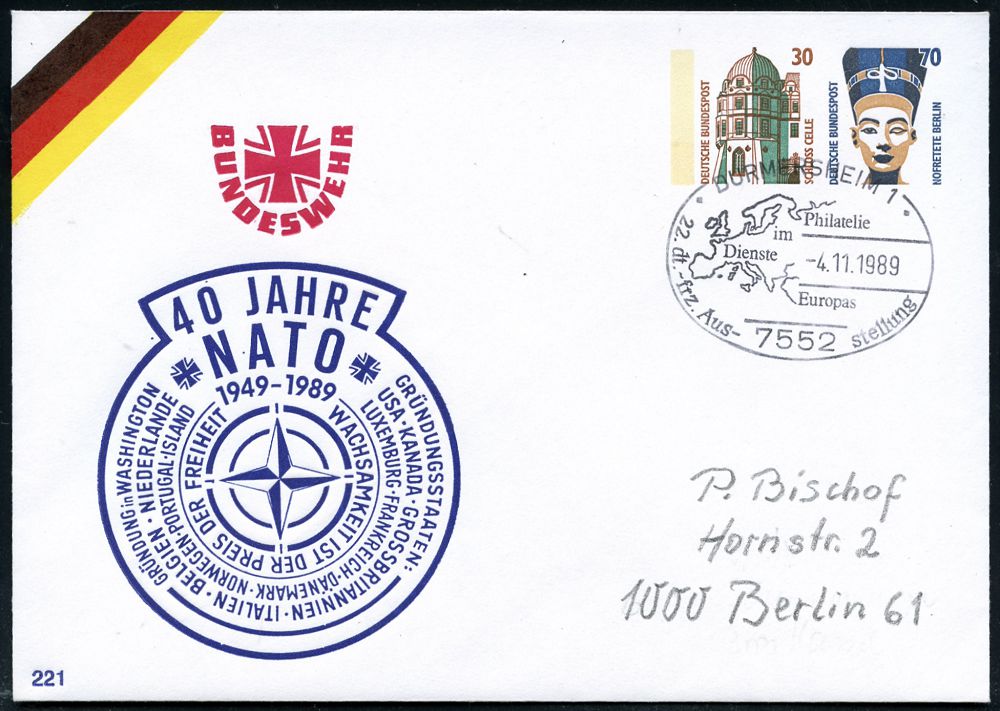 BUNDESWEHR
40 JAHRE
NATO
1949-1989
GRÜNDUNGSSTAATEN:
USA·KANADA·GROSSBRITANNIEN·ITALIEN·BELGIEN·NIEDERLANDE
LUXEMBURG·FRANKREICH·DÄNEMARK·NORWEGEN·PORTUGAL·ISLAND
GRÜNDUNG in WASHINGTON
WACHSAMKEIT IST DER PREIS DER FREIHEIT
221
30
DEUTSCHE BUNDESPOST
SCHLOSS CELLE
70
DEUTSCHE BUNDESPOST
NOFRETETE BERLIN
DURMERSHEIM 1
Philatelie
im
Dienste
Europas
-4.11.1989
22. dt.-frz. Aus-
stellung
7552
P. Bischof
Hornstr. 2
1000 Berlin 61